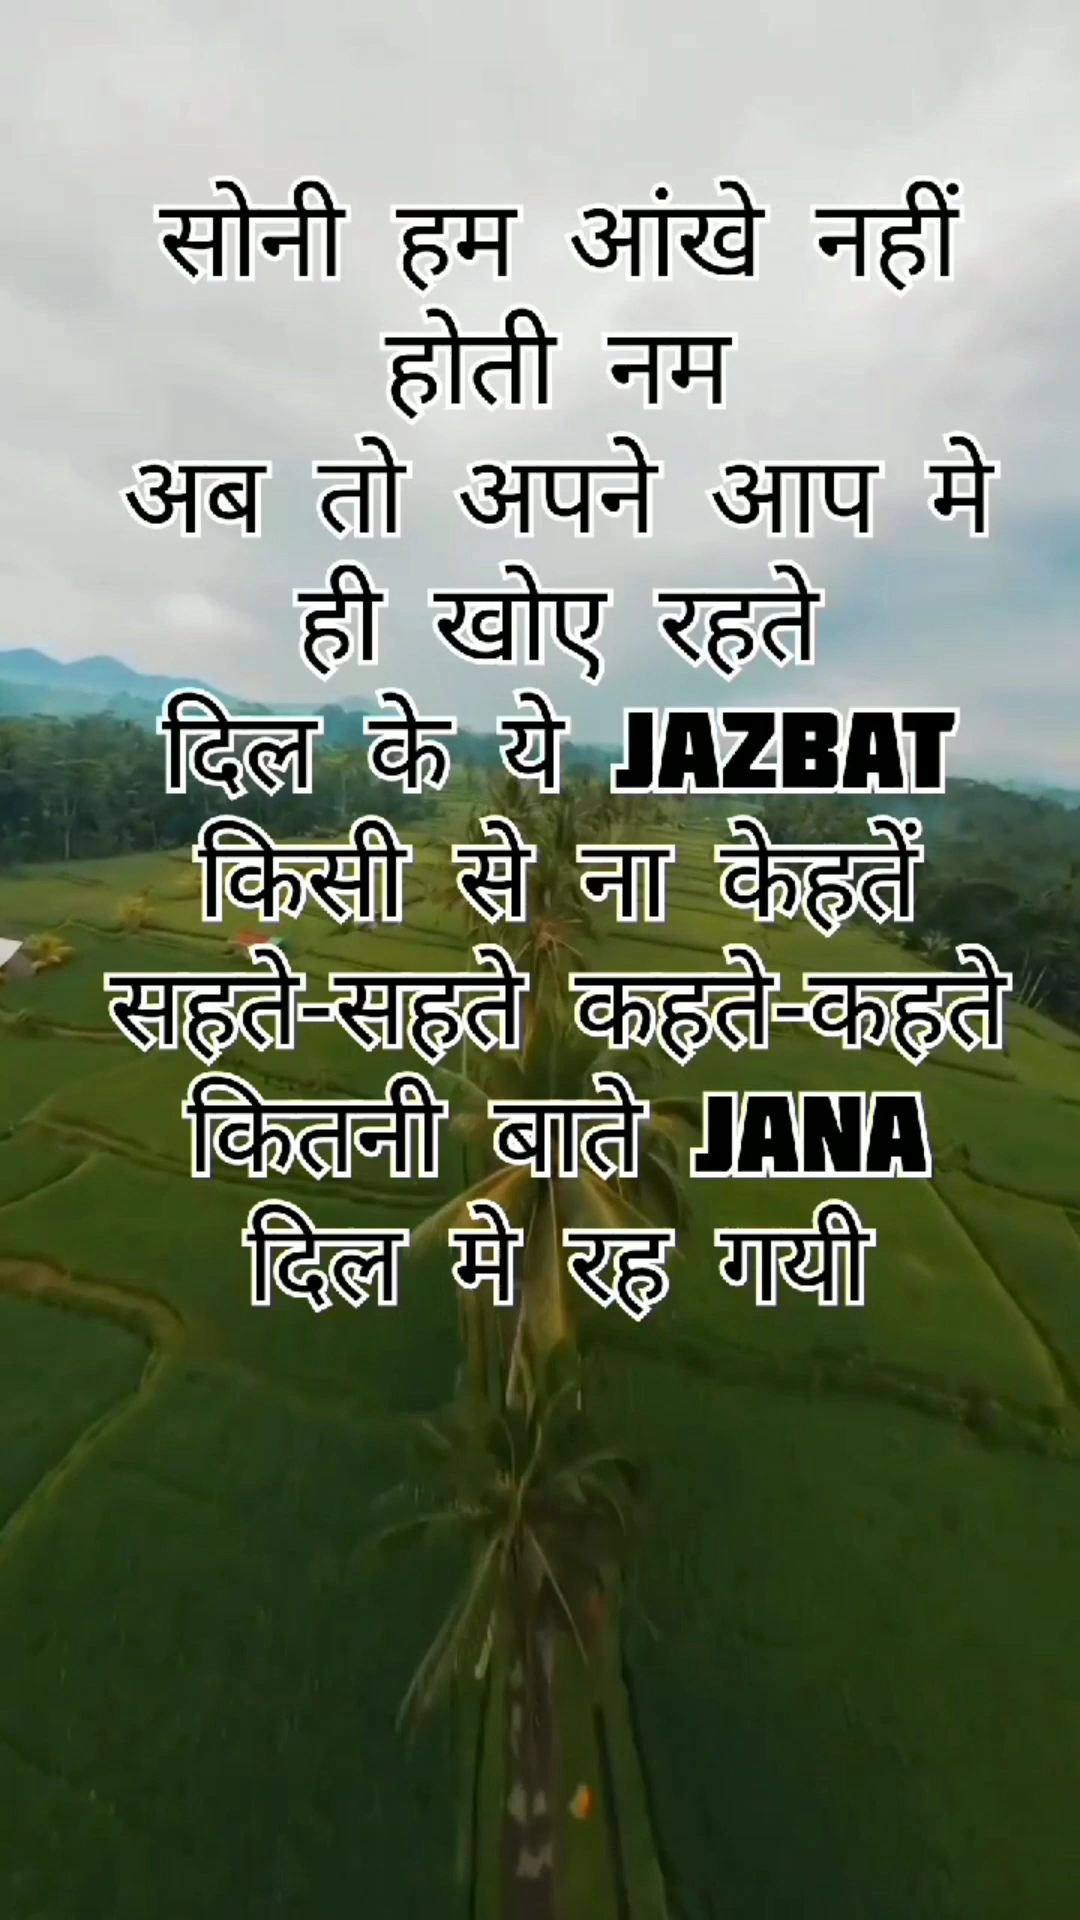 सोनी हम आंखे नहीं
होती नम
अब तो अपने आप मे
ही खोए रहते
दिल के ये JAZBAT
किसी से ना केहतें
सहते-सहते कहते-कहते
कितनी बाते JANA
दिल मे रह गयी